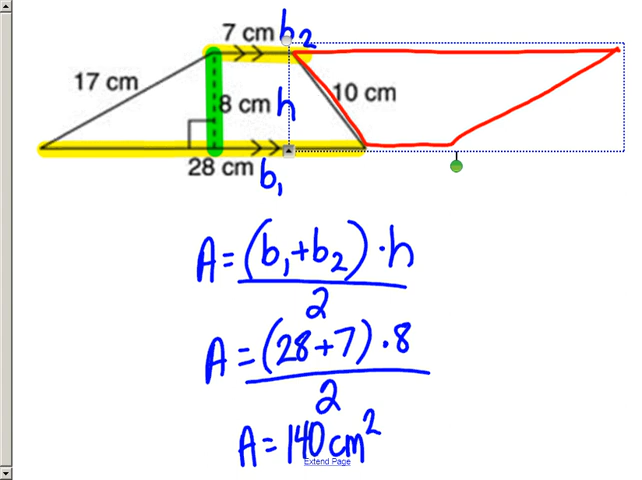 7 cm b₂
17 cm
8 cm h
10 cm
28 cm b₁
A = (b₁+b₂)·h
2
A = (28+7)·8
2
A = 140 cm²
Extend Page